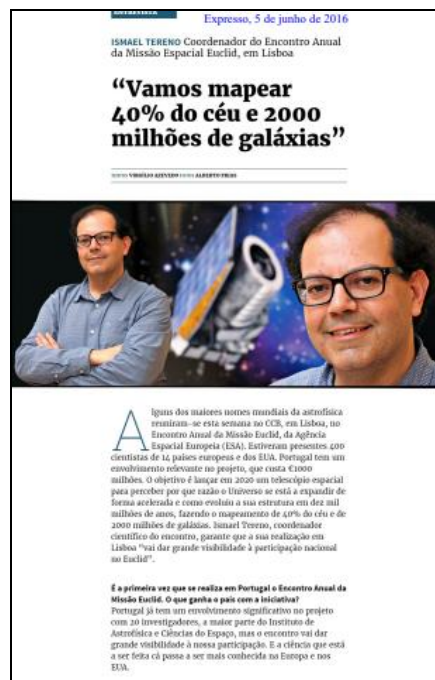 Expresso, 5 de junho de 2016
ISMAEL TERENO Coordenador do Encontro Anual
da Missão Espacial Euclid, em Lisboa
“Vamos mapear
40% do céu e 2000
milhões de galáxias”
TEXTO VIRGÍLIO AZEVEDO FOTOS ALBERTO FRIAS
Alguns dos maiores nomes mundiais da astrofísica
reuniram-se esta semana no CCB, em Lisboa, no
Encontro Anual da Missão Euclid, da Agência
Espacial Europeia (ESA). Estiveram presentes 400
cientistas de 14 países europeus e dos EUA. Portugal tem um
envolvimento relevante no projeto, que custa €1000
milhões. O objetivo é lançar em 2020 um telescópio espacial
para perceber por que razão o Universo se está a expandir de
forma acelerada e como evoluiu a sua estrutura em dez mil
milhões de anos, fazendo o mapeamento de 40% do céu e de
2000 milhões de galáxias. Ismael Tereno, coordenador
científico do encontro, garante que a sua realização em
Lisboa “vai dar grande visibilidade à participação nacional
no Euclid”.
É a primeira vez que se realiza em Portugal o Encontro Anual da
Missão Euclid. O que ganha o país com a iniciativa?
Portugal já tem um envolvimento significativo no projeto
com 20 investigadores, a maior parte do Instituto de
Astrofísica e Ciências do Espaço, mas o encontro vai dar
grande visibilidade à nossa participação. E a ciência que está
a ser feita cá passa a ser mais conhecida na Europa e nos
EUA.